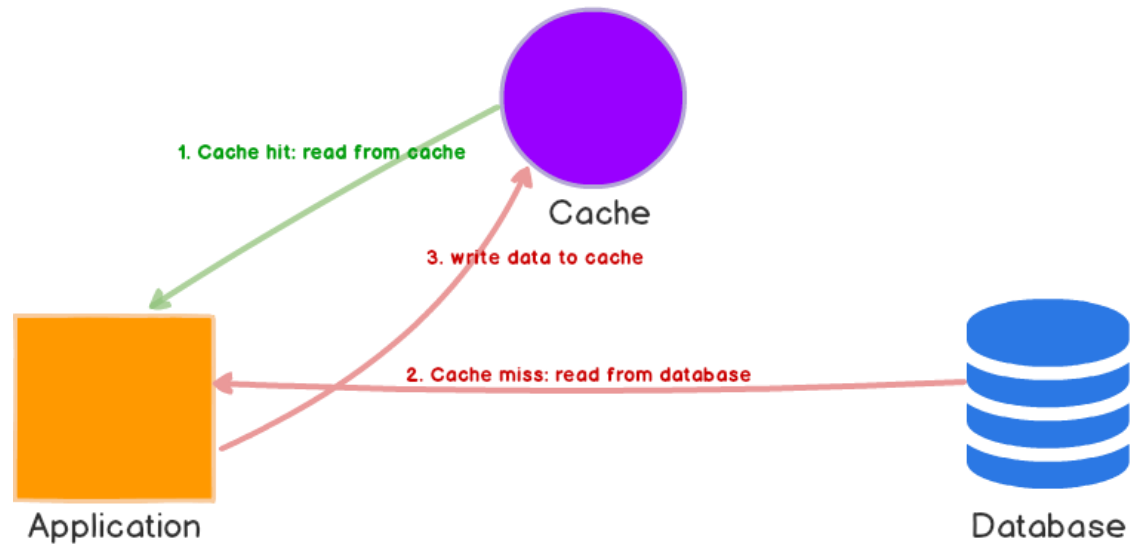 1. Cache hit: read from cache
Cache
3. write data to cache
2. Cache miss: read from database
Application
Database